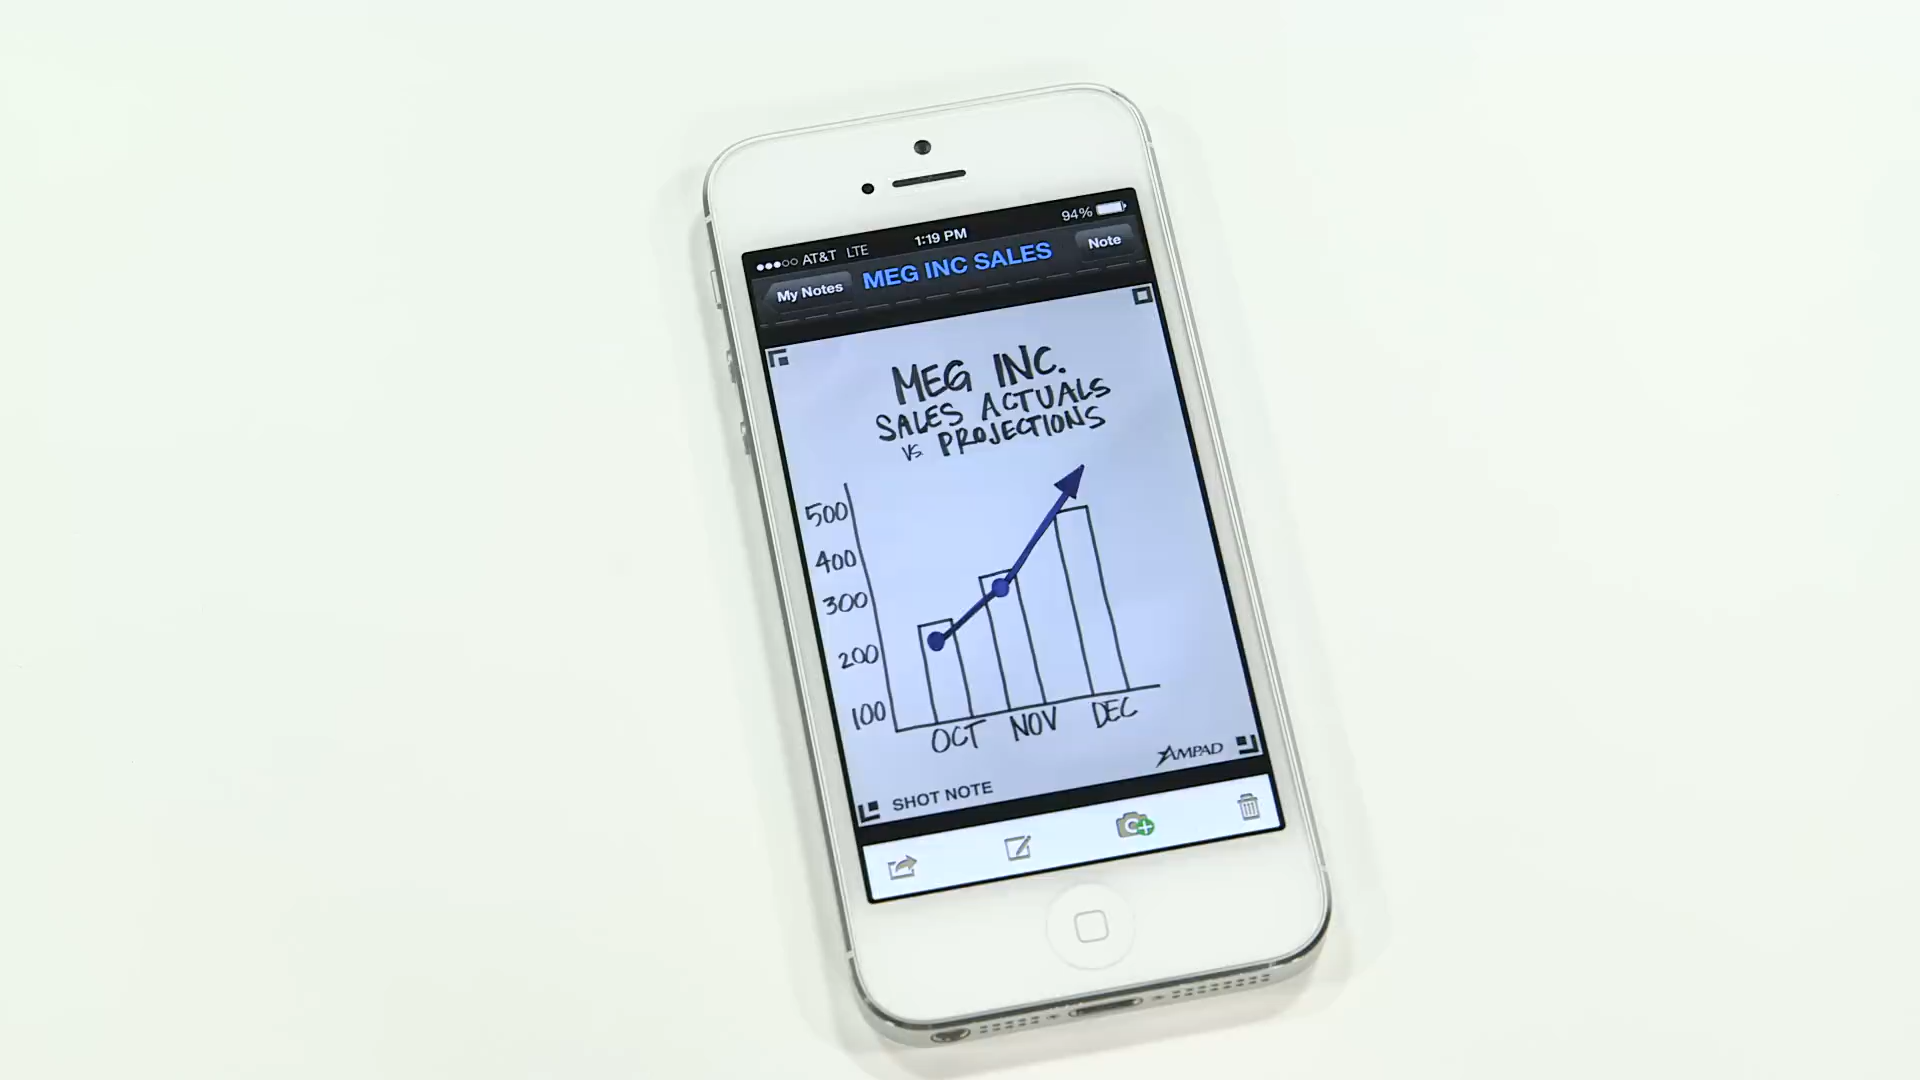 AT&T LTE 1:19 PM 94%
My Notes MEG INC SALES Note
MEG INC.
SALES ACTUALS
VS. PROJECTIONS
500
400
300
200
100
OCT NOV DEC
AMPAD
SHOT NOTE